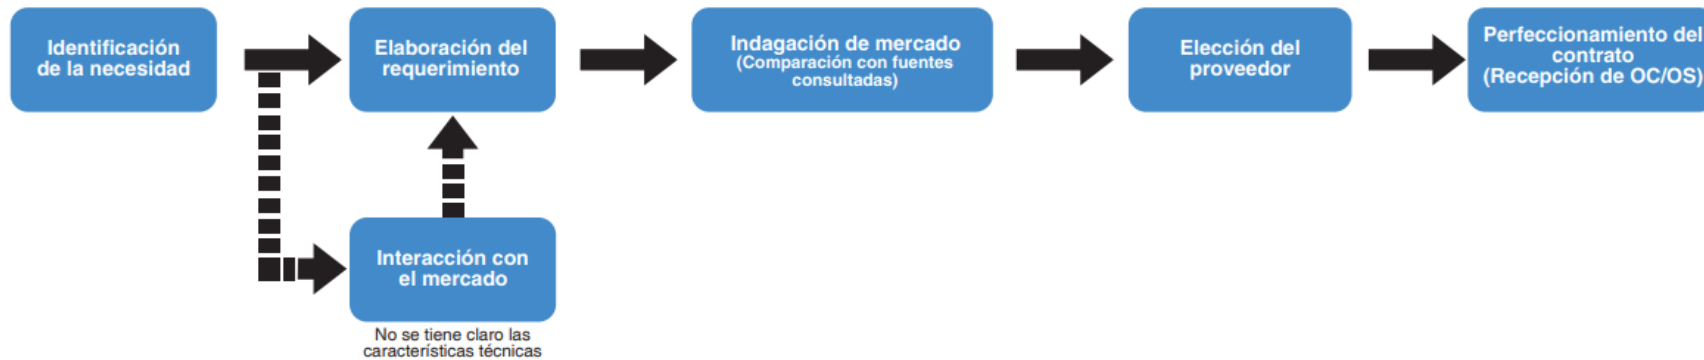 Identificación
de la necesidad
Elaboración del
requerimiento
Indagación de mercado
(Comparación con fuentes
consultadas)
Elección del
proveedor
Perfeccionamiento del
contrato
(Recepción de OC/OS)
Interacción con
el mercado
No se tiene claro las
características técnicas